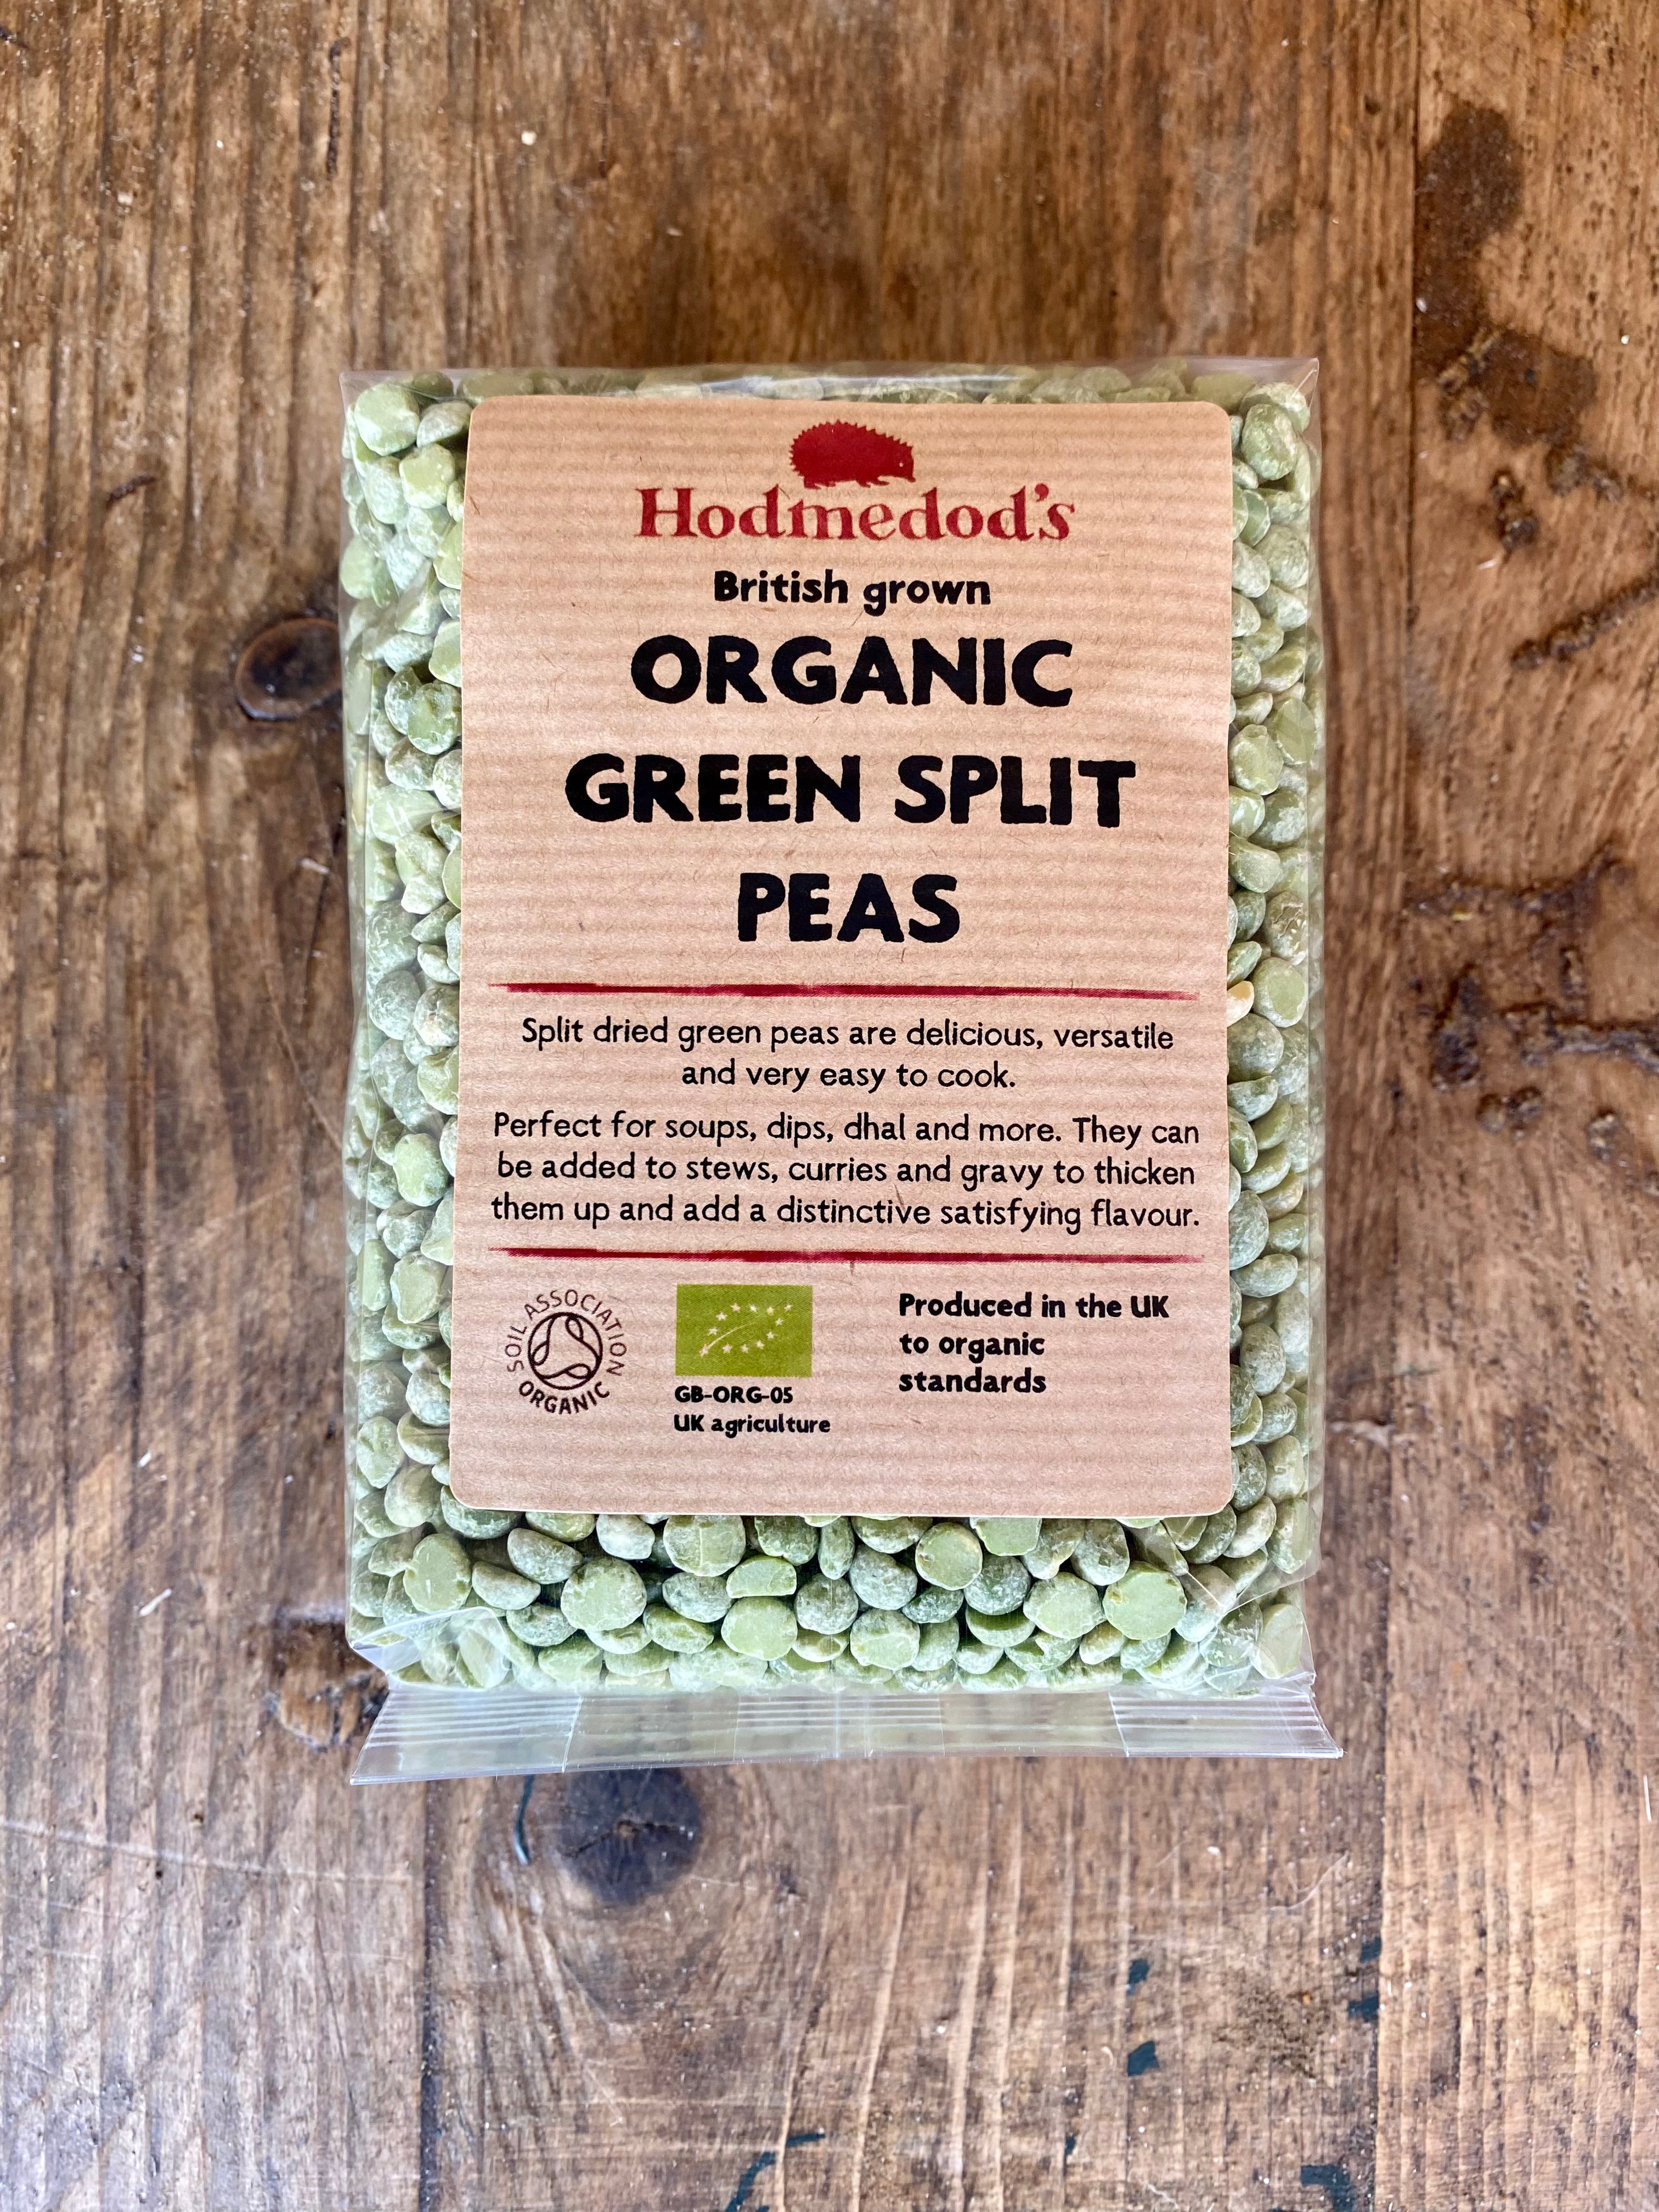 Hodmedod's
British grown
ORGANIC
GREEN SPLIT
PEAS
Split dried green peas are delicious, versatile
and very easy to cook.
Perfect for soups, dips, dhal and more. They can
be added to stews, curries and gravy to thicken
them up and add a distinctive satisfying flavour.
SOIL ASSOCIATION
ORGANIC
GB-ORG-05
UK agriculture
Produced in the UK
to organic
standards